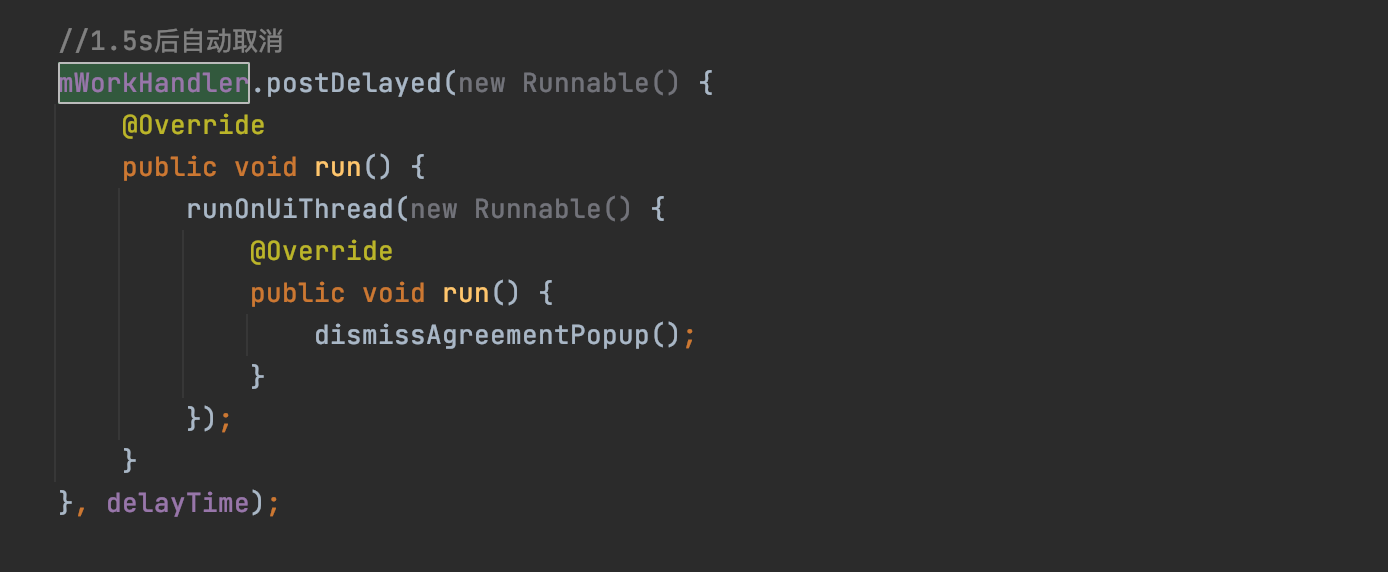 //1.5s后自动取消
mWorkHandler.postDelayed(new Runnable() {
@Override
public void run() {
runOnUiThread(new Runnable() {
@Override
public void run() {
dismissAgreementPopup();
}
});
}
}, delayTime);